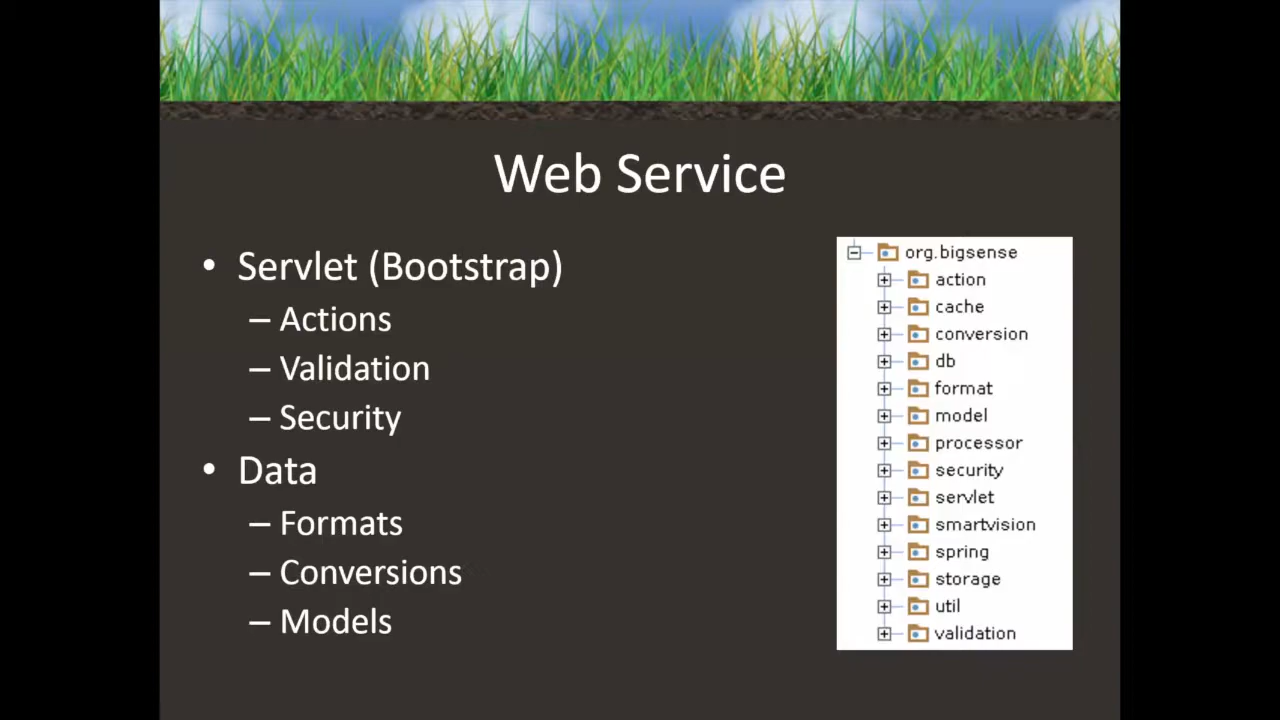 Web Service
• Servlet (Bootstrap)
– Actions
– Validation
– Security
• Data
– Formats
– Conversions
– Models
org.bigsense
action
cache
conversion
db
format
model
processor
security
servlet
smartvision
spring
storage
util
validation